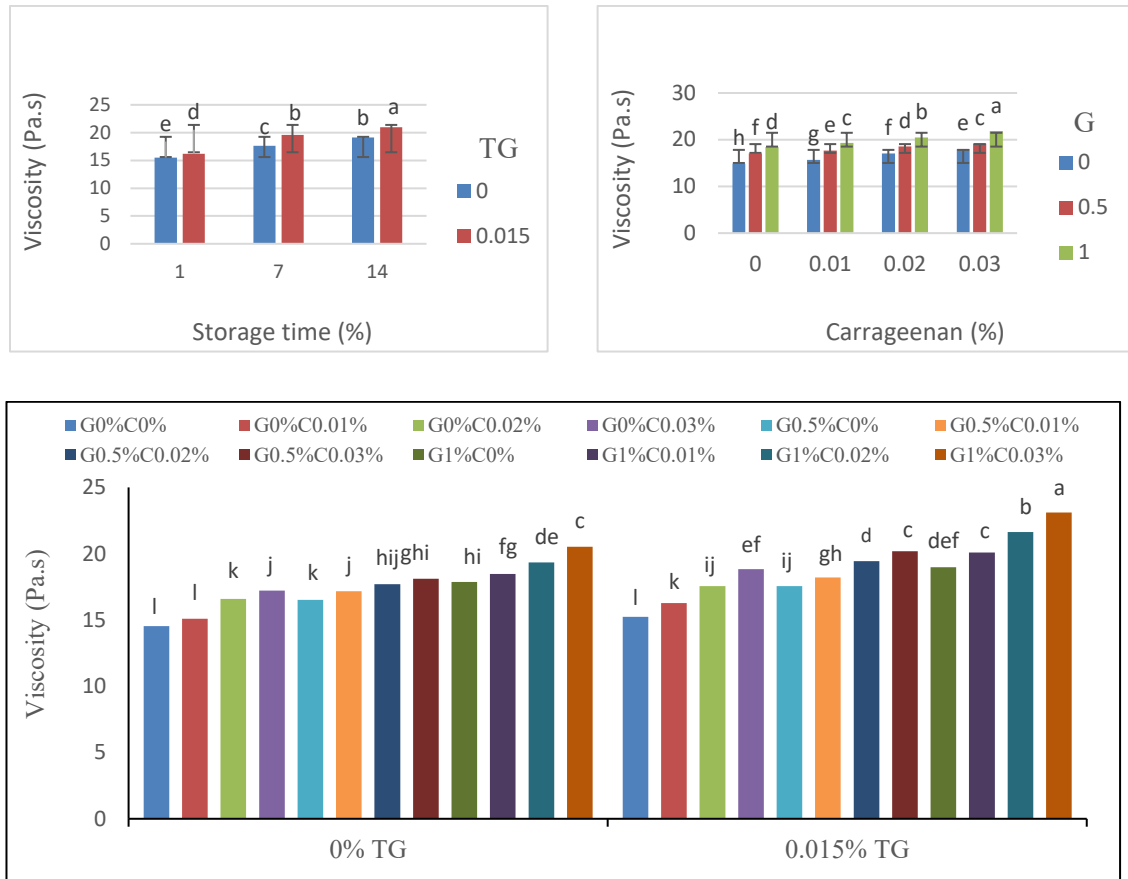 Viscosity (Pa.s)
25
20
15
10
5
0
e d c b b a
1 7 14
Storage time (%)
TG
0
0.015
Viscosity (Pa.s)
30
20
10
0
h f d g e c f d b e c a
0 0.01 0.02 0.03
Carrageenan (%)
G
0
0.5
1
G0%C0% G0%C0.01% G0%C0.02% G0%C0.03% G0.5%C0% G0.5%C0.01%
G0.5%C0.02% G0.5%C0.03% G1%C0% G1%C0.01% G1%C0.02% G1%C0.03%
Viscosity (Pa.s)
25
20
15
10
5
0
l l k j k j hij ghi hi fg de c l k ij ef ij gh d c def c b a
0% TG 0.015% TG